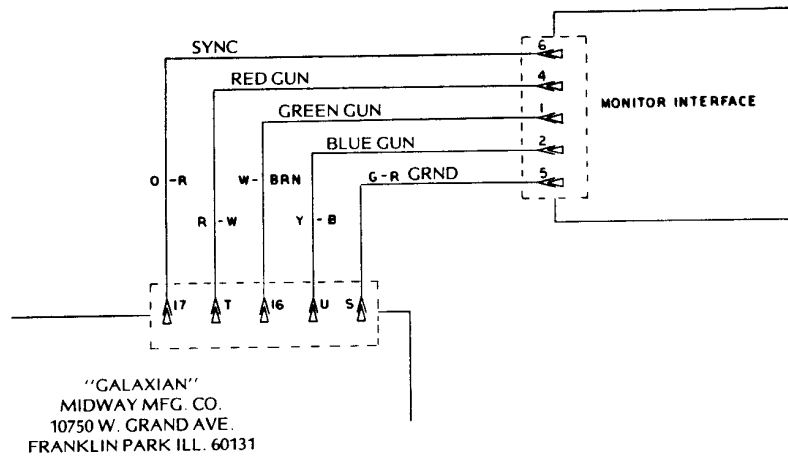 SYNC
6
RED GUN
4
MONITOR INTERFACE
GREEN GUN
1
BLUE GUN
2
G-R GRND
5
O-R
W-BRN
R-W
Y-B
17 T 16 U S
"GALAXIAN"
MIDWAY MFG. CO.
10750 W. GRAND AVE.
FRANKLIN PARK ILL. 60131